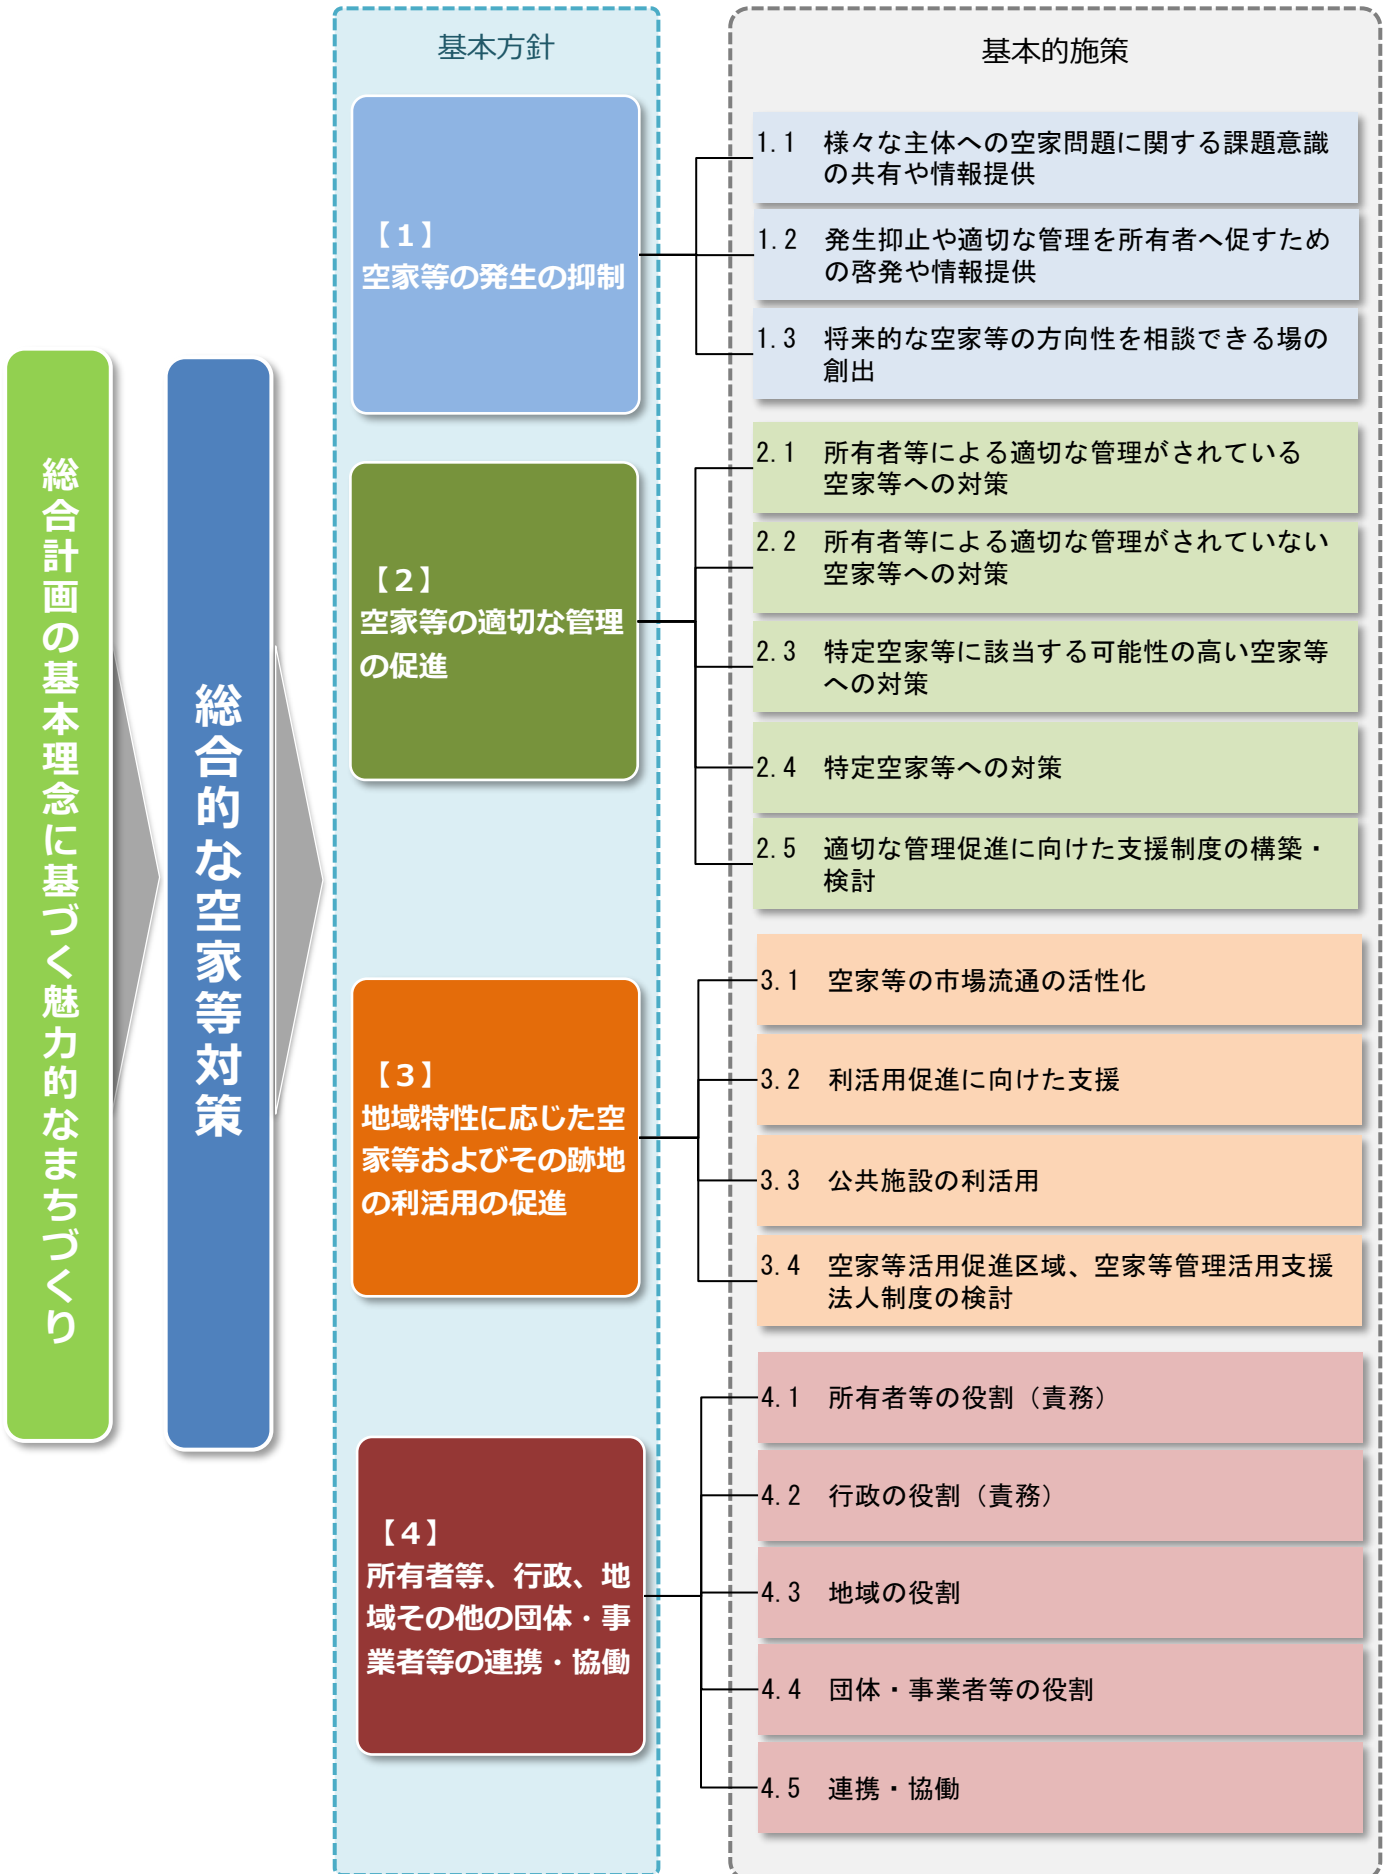 総合計画の基本理念に基づく魅力的なまちづくり
総合的な空家等対策
基本方針
【１】
空家等の発生の抑制
【２】
空家等の適切な管理
の促進
【３】
地域特性に応じた空
家等およびその跡地
の利活用の促進
【４】
所有者等、行政、地
域その他の団体・事
業者等の連携・協働
基本的施策
1.1 様々な主体への空家問題に関する課題意識
の共有や情報提供
1.2 発生抑止や適切な管理を所有者へ促すため
の啓発や情報提供
1.3 将来的な空家等の方向性を相談できる場の
創出
2.1 所有者等による適切な管理がされている
空家等への対策
2.2 所有者等による適切な管理がされていない
空家等への対策
2.3 特定空家等に該当する可能性の高い空家等
への対策
2.4 特定空家等への対策
2.5 適切な管理促進に向けた支援制度の構築・
検討
3.1 空家等の市場流通の活性化
3.2 利活用促進に向けた支援
3.3 公共施設の利活用
3.4 空家等活用促進区域、空家等管理活用支援
法人制度の検討
4.1 所有者等の役割（責務）
4.2 行政の役割（責務）
4.3 地域の役割
4.4 団体・事業者等の役割
4.5 連携・協働